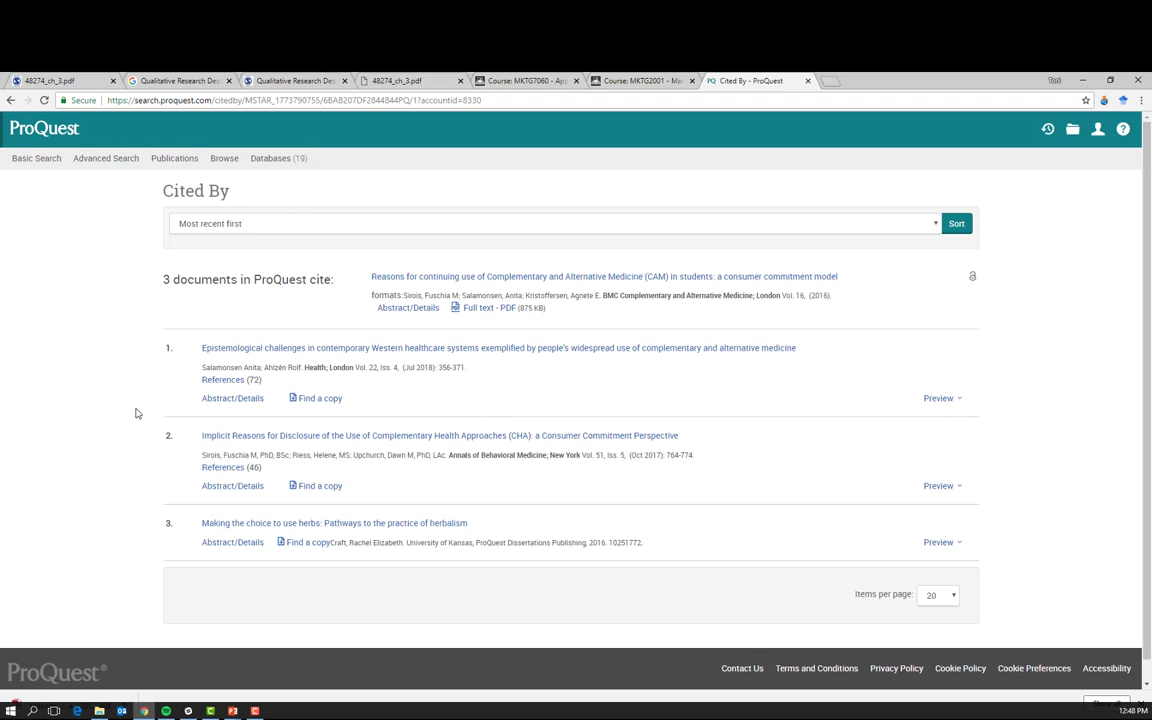 48274_ch_3.pdf
Qualitative Research Des
Qualitative Research Des
48274_ch_3.pdf
Course: MKTG7060 - Ap
Course: MKTG2001 - Ma
Cited By - ProQuest
Secure
https://search.proquest.com/citedby/MSTAR_1773790755/6BAB207DF2844844PQ/1?accountid=8330
ProQuest
Basic Search Advanced Search Publications Browse Databases (19)
Cited By
Most recent first
Sort
3 documents in ProQuest cite:
Reasons for continuing use of Complementary and Alternative Medicine (CAM) in students: a consumer commitment model
formats:Sirois, Fuschia M; Salamonsen, Anita; Kristoffersen, Agnete E. BMC Complementary and Alternative Medicine; London Vol. 16, (2016).
Abstract/Details Full text - PDF (875 KB)
1. Epistemological challenges in contemporary Western healthcare systems exemplified by people's widespread use of complementary and alternative medicine
Salamonsen Anita; Ahlzén Rolf. Health; London Vol. 22, Iss. 4, (Jul 2018): 356-371.
References (72)
Abstract/Details Find a copy Preview
2. Implicit Reasons for Disclosure of the Use of Complementary Health Approaches (CHA): a Consumer Commitment Perspective
Sirois, Fuschia M, PhD, BSc; Riess, Helene, MS; Upchurch, Dawn M, PhD, LAc. Annals of Behavioral Medicine; New York Vol. 51, Iss. 5, (Oct 2017): 764-774.
References (46)
Abstract/Details Find a copy Preview
3. Making the choice to use herbs: Pathways to the practice of herbalism
Abstract/Details Find a copyCraft, Rachel Elizabeth. University of Kansas, ProQuest Dissertations Publishing, 2016. 10251772. Preview
Items per page: 20
ProQuest®
Contact Us Terms and Conditions Privacy Policy Cookie Policy Cookie Preferences Accessibility
12:48 PM